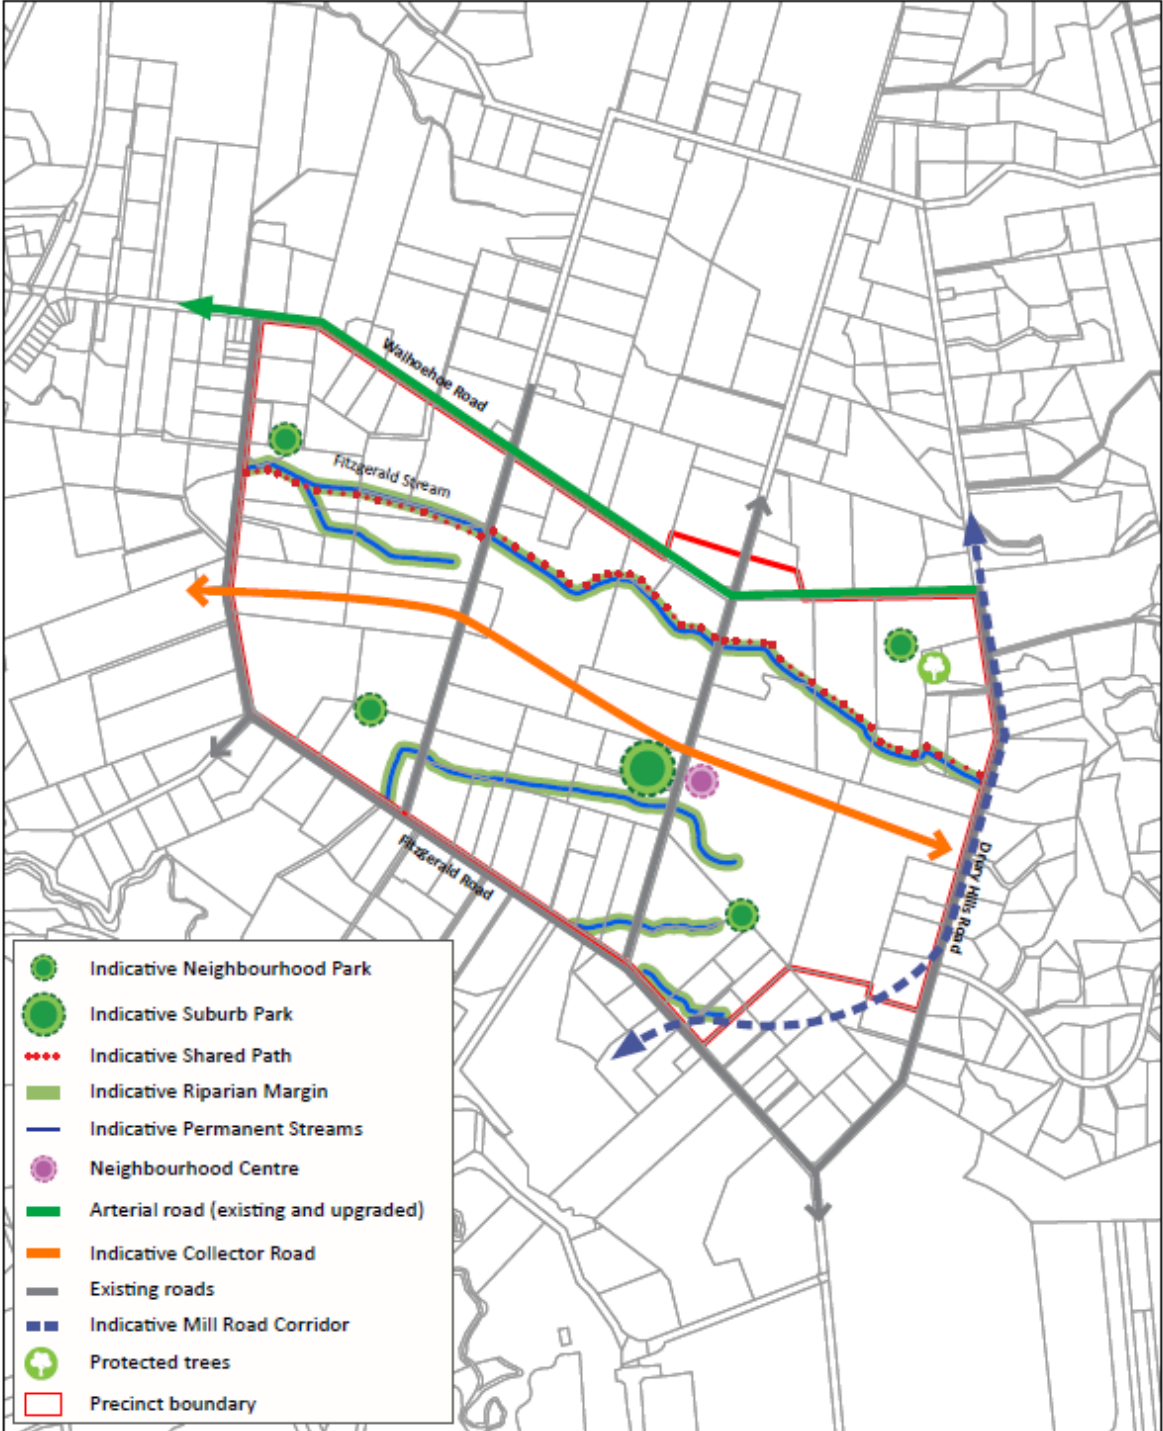 Waihoehoe Road
Fitzgerald Stream
Fitzgerald Road
Drury Hills Road
Indicative Neighbourhood Park
Indicative Suburb Park
Indicative Shared Path
Indicative Riparian Margin
Indicative Permanent Streams
Neighbourhood Centre
Arterial road (existing and upgraded)
Indicative Collector Road
Existing roads
Indicative Mill Road Corridor
Protected trees
Precinct boundary